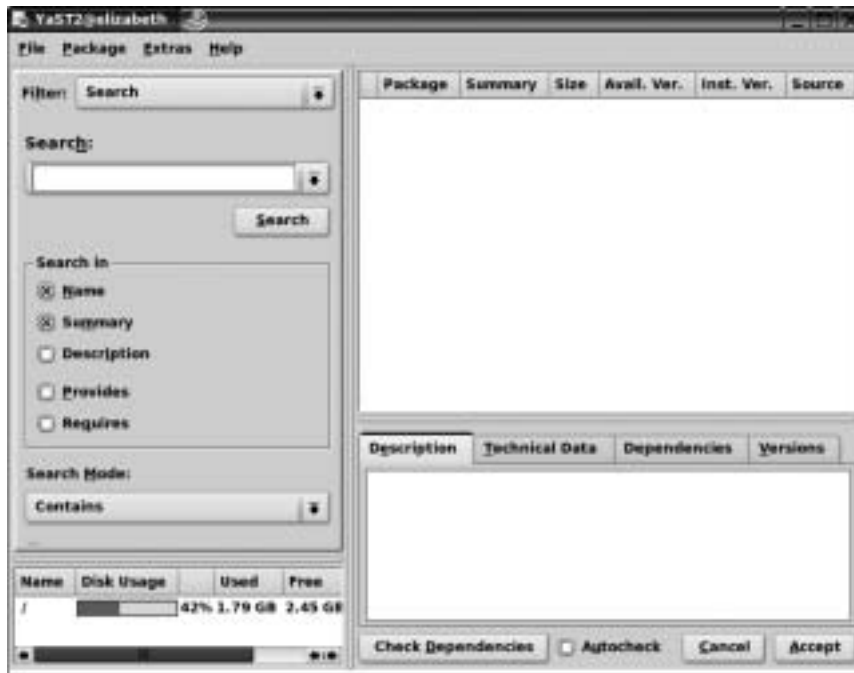 YaST2@elizabeth
File Package Extras Help
Filter: Search
Search:
Search
Search in
Name
Summary
Description
Provides
Requires
Search Mode:
Contains
Name Disk Usage Used Free
/ 42% 1.79 GB 2.45 GB
Package Summary Size Avail. Ver. Inst. Ver. Source
Description Technical Data Dependencies Versions
Check Dependencies Autocheck Cancel Accept